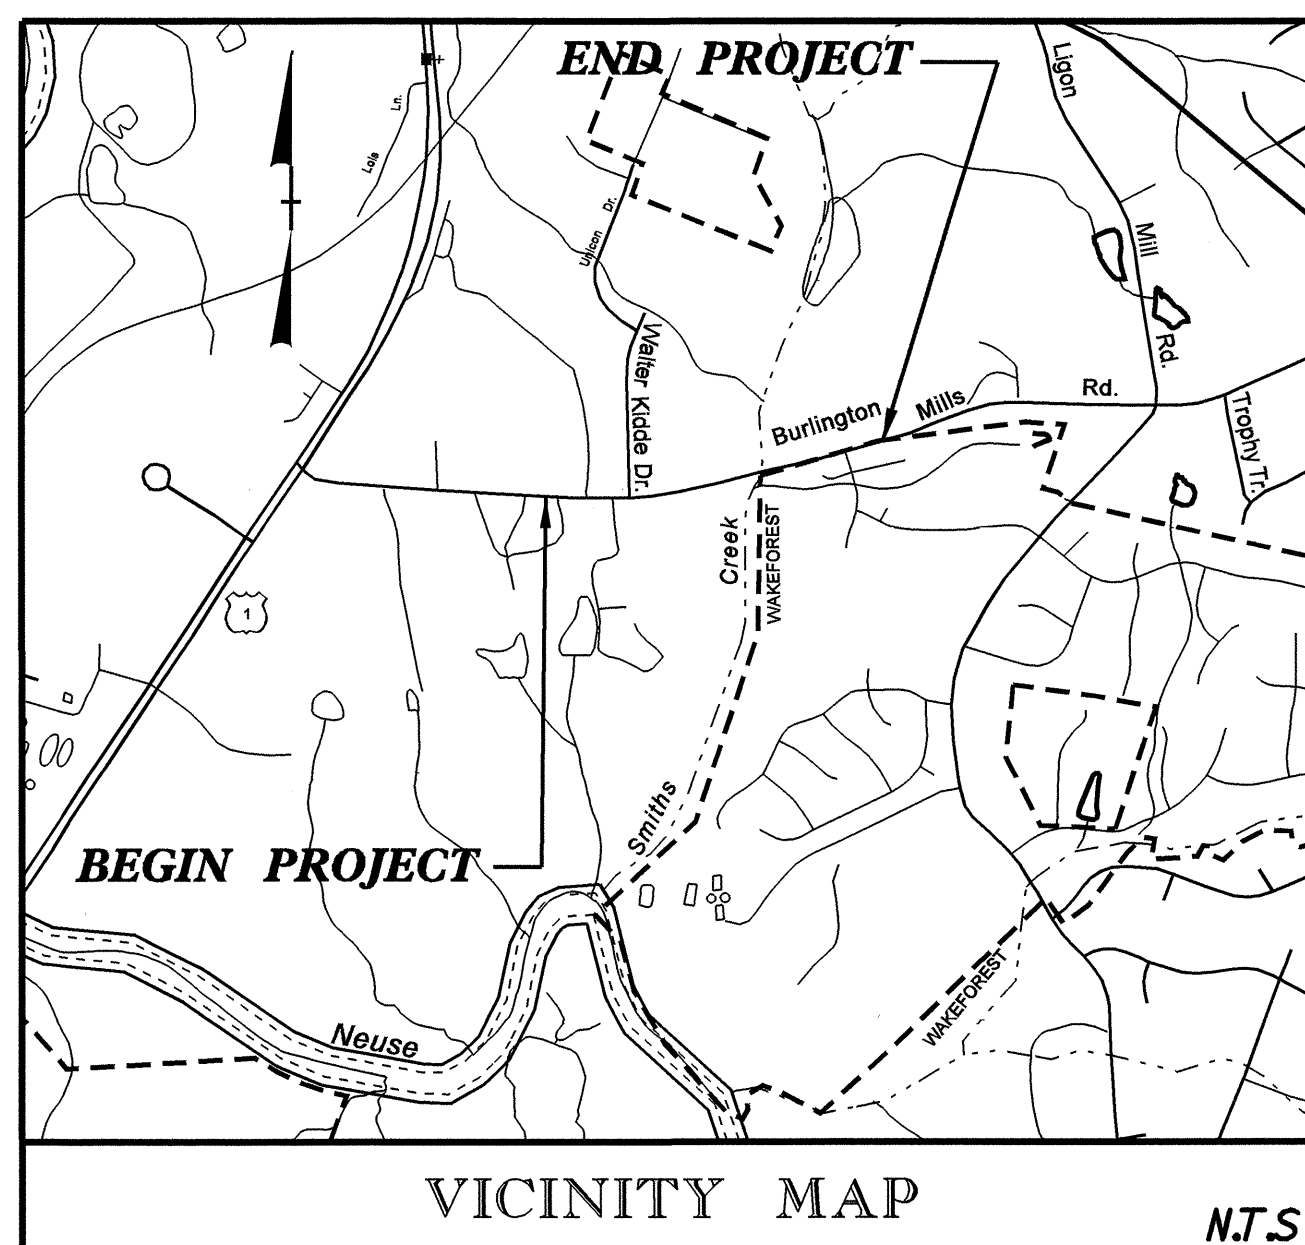 END PROJECT
Ligon
Mill
Rd.
Lola Ln.
Unicon Dr.
Walter Kidde Dr.
Burlington Mills Rd.
Trophy Tr.
Creek
WAKEFOREST
1
Smiths
BEGIN PROJECT
WAKEFOREST
Neuse
VICINITY MAP
N.T.S